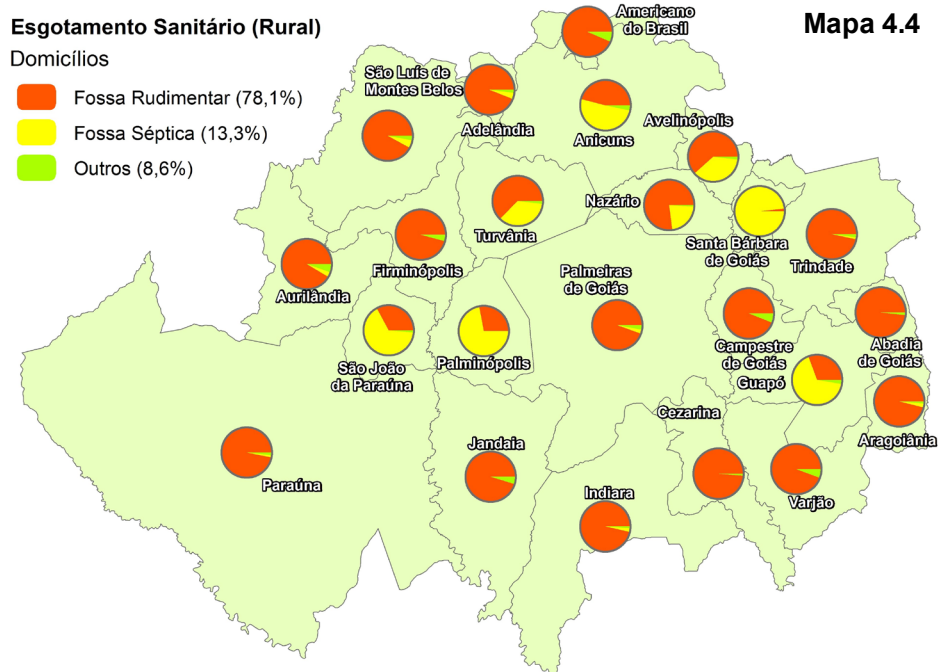 Esgotamento Sanitário (Rural)
Domicílios
Fossa Rudimentar (78,1%)
Fossa Séptica (13,3%)
Outros (8,6%)
Mapa 4.4
Americano
do Brasil
São Luís de
Montes Belos
Adelândia
Anicuns
Avelinópolis
Nazário
Turvânia
Santa Bárbara
de Goiás
Trindade
Firminópolis
Aurilândia
Palmeiras
de Goiás
São João
da Paraúna
Palminópolis
Campestre
de Goiás
Guapó
Abadia
de Goiás
Cezarina
Aragoiânia
Jandaia
Paraúna
Indiara
Varjão